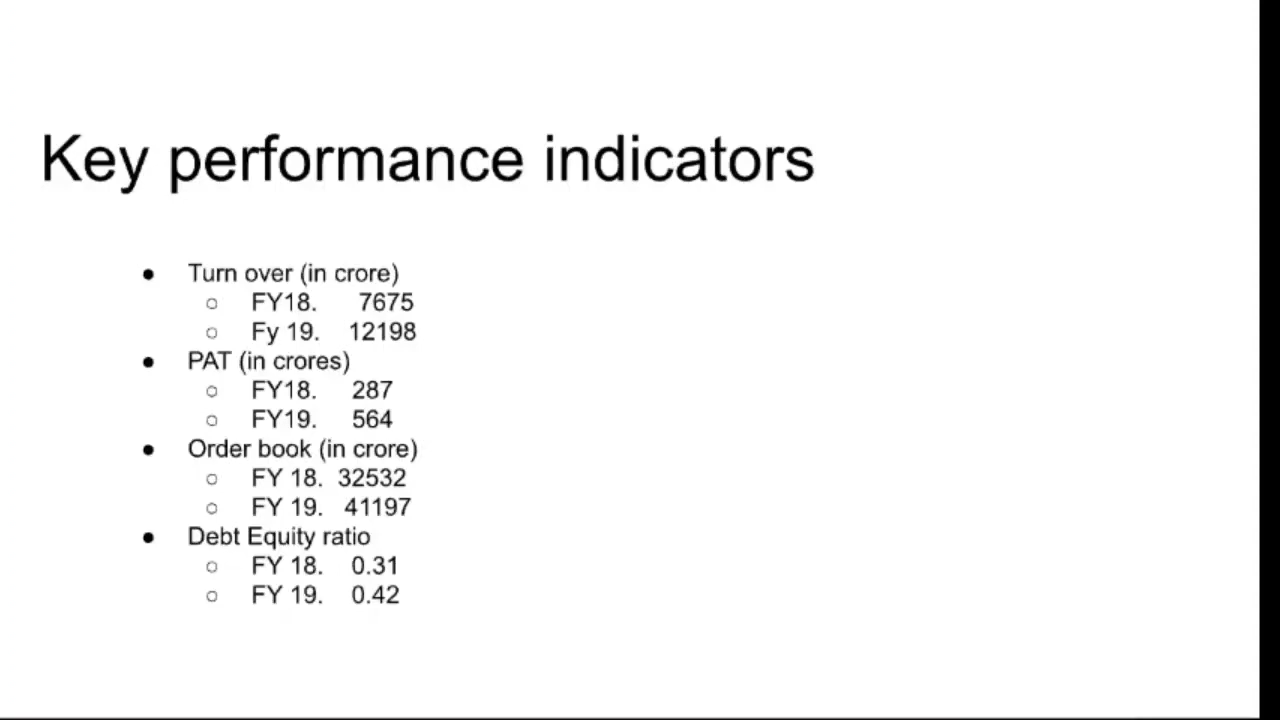 Key performance indicators
● Turn over (in crore)
○ FY18. 7675
○ Fy 19. 12198
● PAT (in crores)
○ FY18. 287
○ FY19. 564
● Order book (in crore)
○ FY 18. 32532
○ FY 19. 41197
● Debt Equity ratio
○ FY 18. 0.31
○ FY 19. 0.42